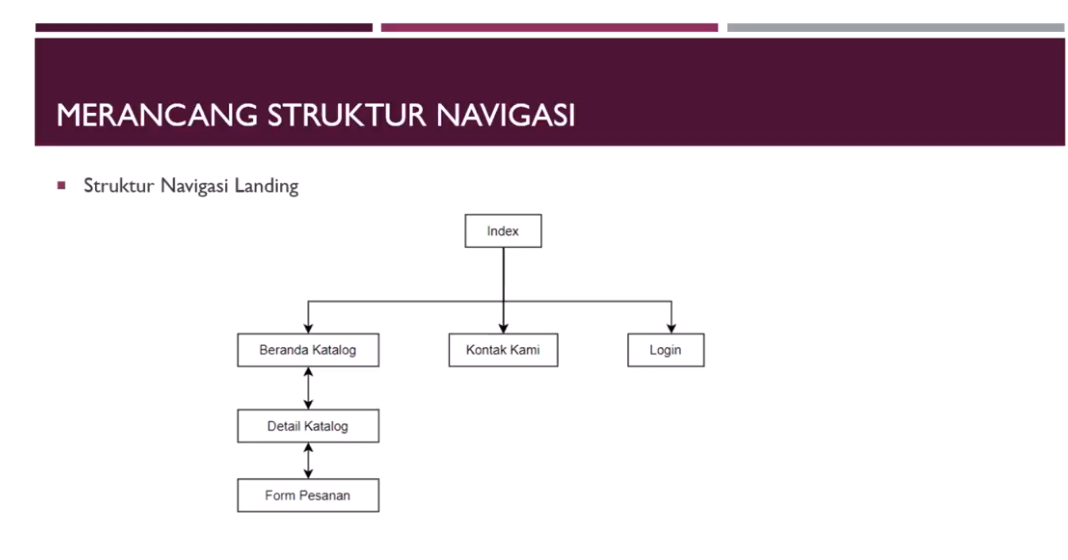 MERANCANG STRUKTUR NAVIGASI
Struktur Navigasi Landing
Index
Beranda Katalog
Kontak Kami
Login
Detail Katalog
Form Pesanan